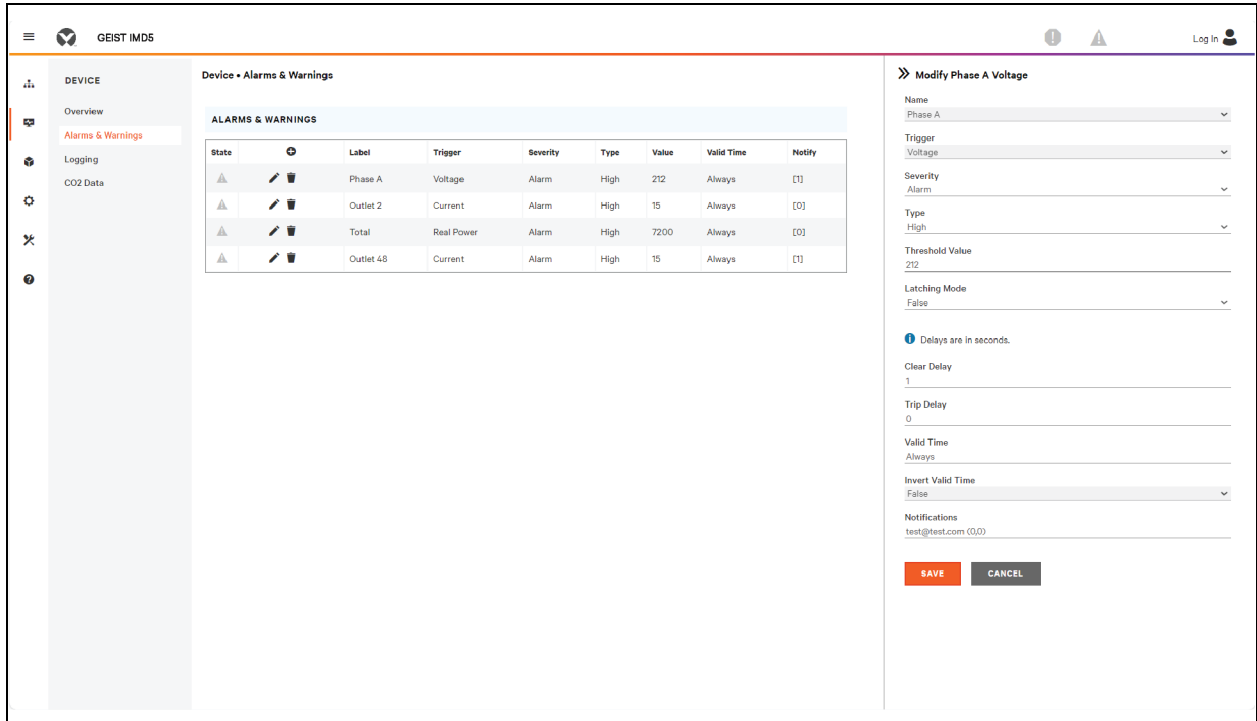 GEIST IMD5
Log In
DEVICE
Overview
Alarms & Warnings
Logging
CO2 Data
Device • Alarms & Warnings
ALARMS & WARNINGS
State Label Trigger Severity Type Value Valid Time Notify
Phase A Voltage Alarm High 212 Always [1]
Outlet 2 Current Alarm High 15 Always [0]
Total Real Power Alarm High 7200 Always [0]
Outlet 48 Current Alarm High 15 Always [1]
Modify Phase A Voltage
Name
Phase A
Trigger
Voltage
Severity
Alarm
Type
High
Threshold Value
212
Latching Mode
False
Delays are in seconds.
Clear Delay
1
Trip Delay
0
Valid Time
Always
Invert Valid Time
False
Notifications
test@test.com (0,0)
SAVE CANCEL